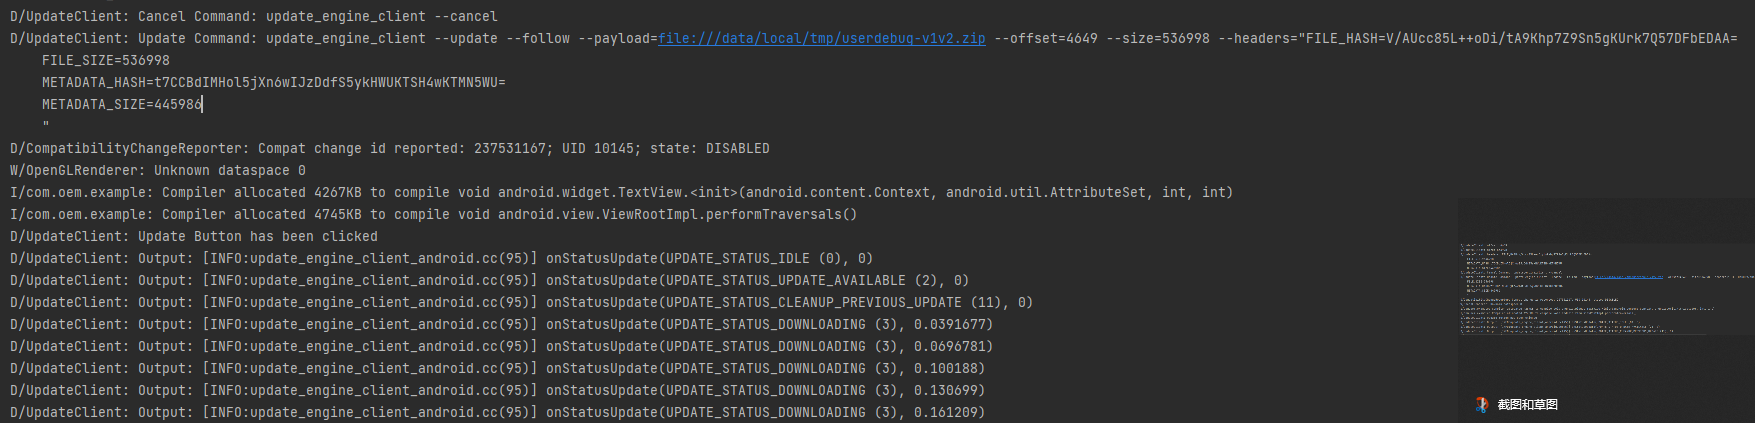 D/UpdateClient: Cancel Command: update_engine_client --cancel
D/UpdateClient: Update Command: update_engine_client --update --follow --payload=file:///data/local/tmp/userdebug-v1v2.zip --offset=4649 --size=536998 --headers="FILE_HASH=V/AUcc85L++oDi/tA9Khp7Z9Sn5gKUrk7Q57DFbEDAA=
FILE_SIZE=536998
METADATA_HASH=t7CCBdIMHol5jXn6wIJzDdfS5ykHWUKTSH4wKTMN5WU=
METADATA_SIZE=445986
"
D/CompatibilityChangeReporter: Compat change id reported: 237531167; UID 10145; state: DISABLED
W/OpenGLRenderer: Unknown dataspace 0
I/com.oem.example: Compiler allocated 4267KB to compile void android.widget.TextView.<init>(android.content.Context, android.util.AttributeSet, int, int)
I/com.oem.example: Compiler allocated 4745KB to compile void android.view.ViewRootImpl.performTraversals()
D/UpdateClient: Update Button has been clicked
D/UpdateClient: Output: [INFO:update_engine_client_android.cc(95)] onStatusUpdate(UPDATE_STATUS_IDLE (0), 0)
D/UpdateClient: Output: [INFO:update_engine_client_android.cc(95)] onStatusUpdate(UPDATE_STATUS_UPDATE_AVAILABLE (2), 0)
D/UpdateClient: Output: [INFO:update_engine_client_android.cc(95)] onStatusUpdate(UPDATE_STATUS_CLEANUP_PREVIOUS_UPDATE (11), 0)
D/UpdateClient: Output: [INFO:update_engine_client_android.cc(95)] onStatusUpdate(UPDATE_STATUS_DOWNLOADING (3), 0.0391677)
D/UpdateClient: Output: [INFO:update_engine_client_android.cc(95)] onStatusUpdate(UPDATE_STATUS_DOWNLOADING (3), 0.0696781)
D/UpdateClient: Output: [INFO:update_engine_client_android.cc(95)] onStatusUpdate(UPDATE_STATUS_DOWNLOADING (3), 0.100188)
D/UpdateClient: Output: [INFO:update_engine_client_android.cc(95)] onStatusUpdate(UPDATE_STATUS_DOWNLOADING (3), 0.130699)
D/UpdateClient: Output: [INFO:update_engine_client_android.cc(95)] onStatusUpdate(UPDATE_STATUS_DOWNLOADING (3), 0.161209)
截图和草图